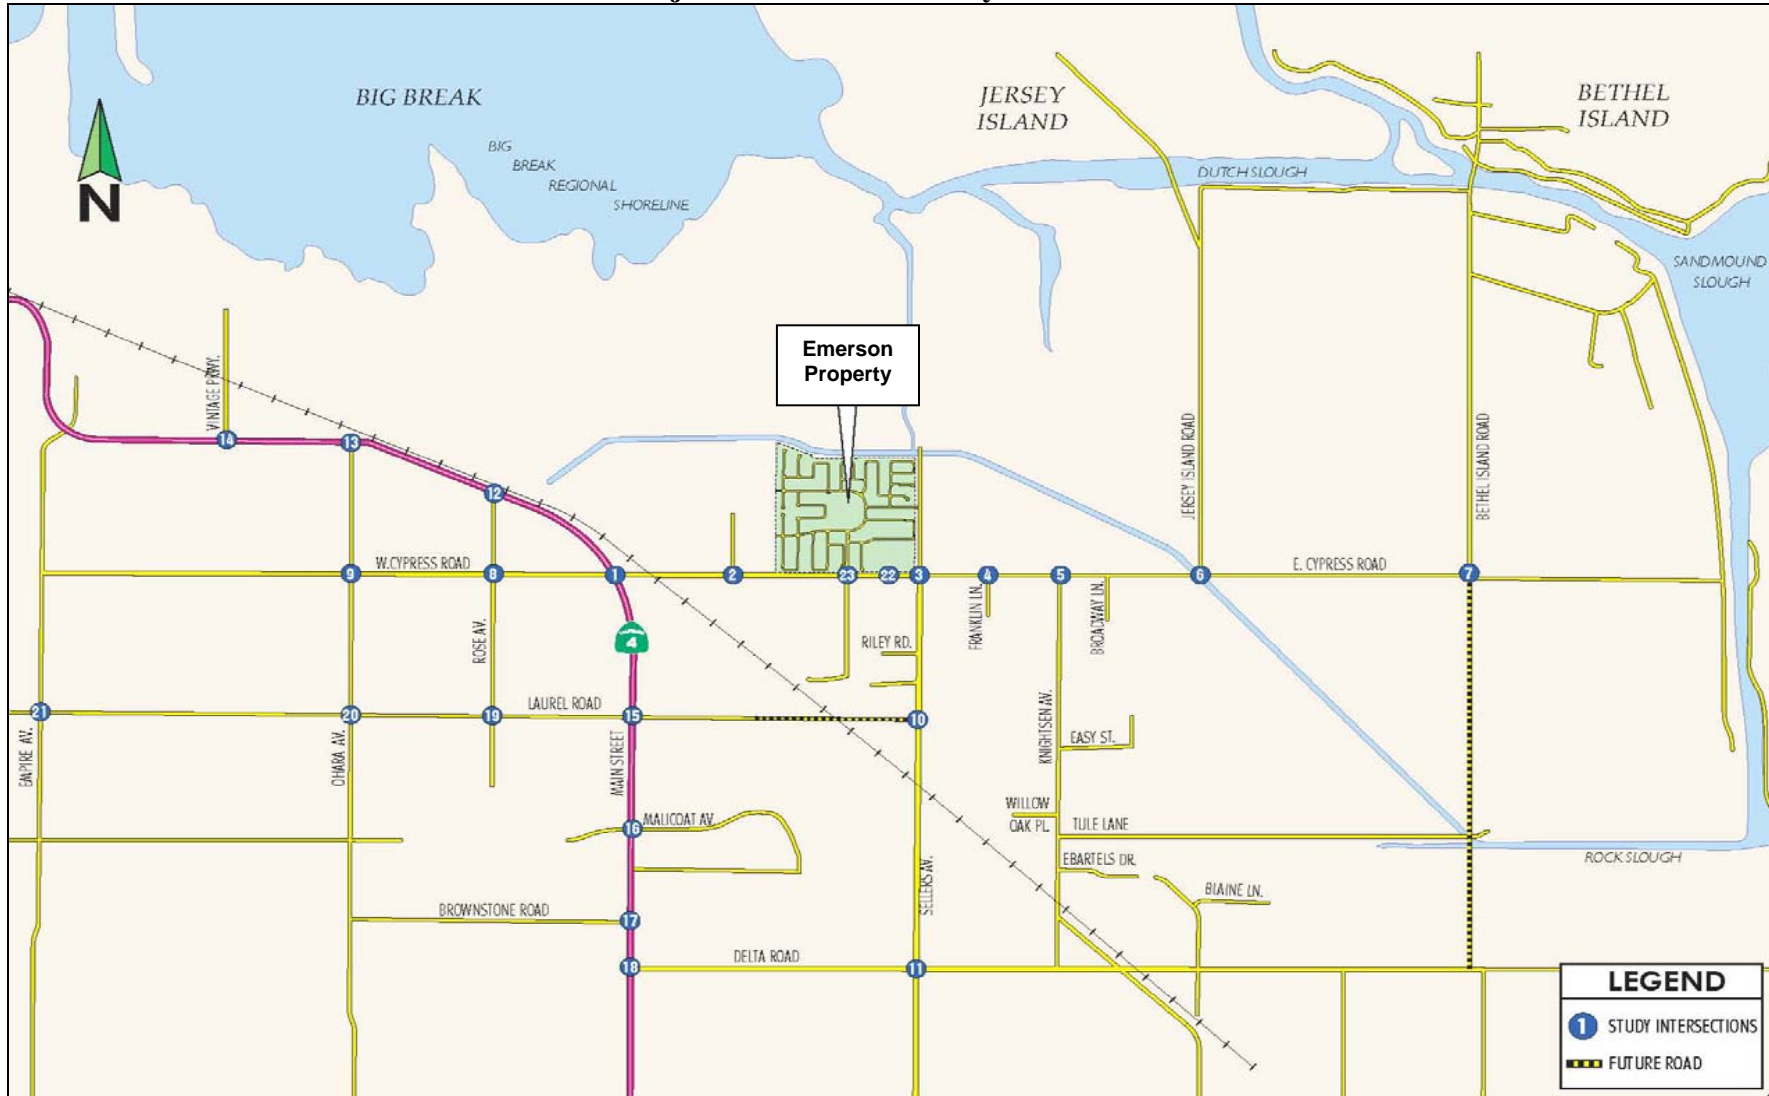 BIG BREAK
JERSEY
ISLAND
BETHEL
ISLAND
N
BIG
BREAK
REGIONAL
SHORELINE
DUTCH SLOUGH
SANDMOUND
SLOUGH
Emerson
Property
VINTAGE PKWY.
JERSEY ISLAND ROAD
BETHEL ISLAND ROAD
14
13
12
W.CYPRESS ROAD
E. CYPRESS ROAD
9
8
1
2
23
22
3
4
5
6
7
ROSE AV.
4
RILEY RD.
FRANKLIN LN.
BROADWAY LN.
LAUREL ROAD
21
20
19
15
10
EMPIRE AV.
OHARA AV.
MAIN STREET
KNIGHTSEN AV.
EASY ST.
16
MALICOAT AV.
WILLOW
OAK PL.
TULE LANE
EBARTELS DR.
ROCK SLOUGH
BLAINE LN.
SELLERS AV.
BROWNSTONE ROAD
17
DELTA ROAD
18
11
LEGEND
1 STUDY INTERSECTIONS
FUTURE ROAD